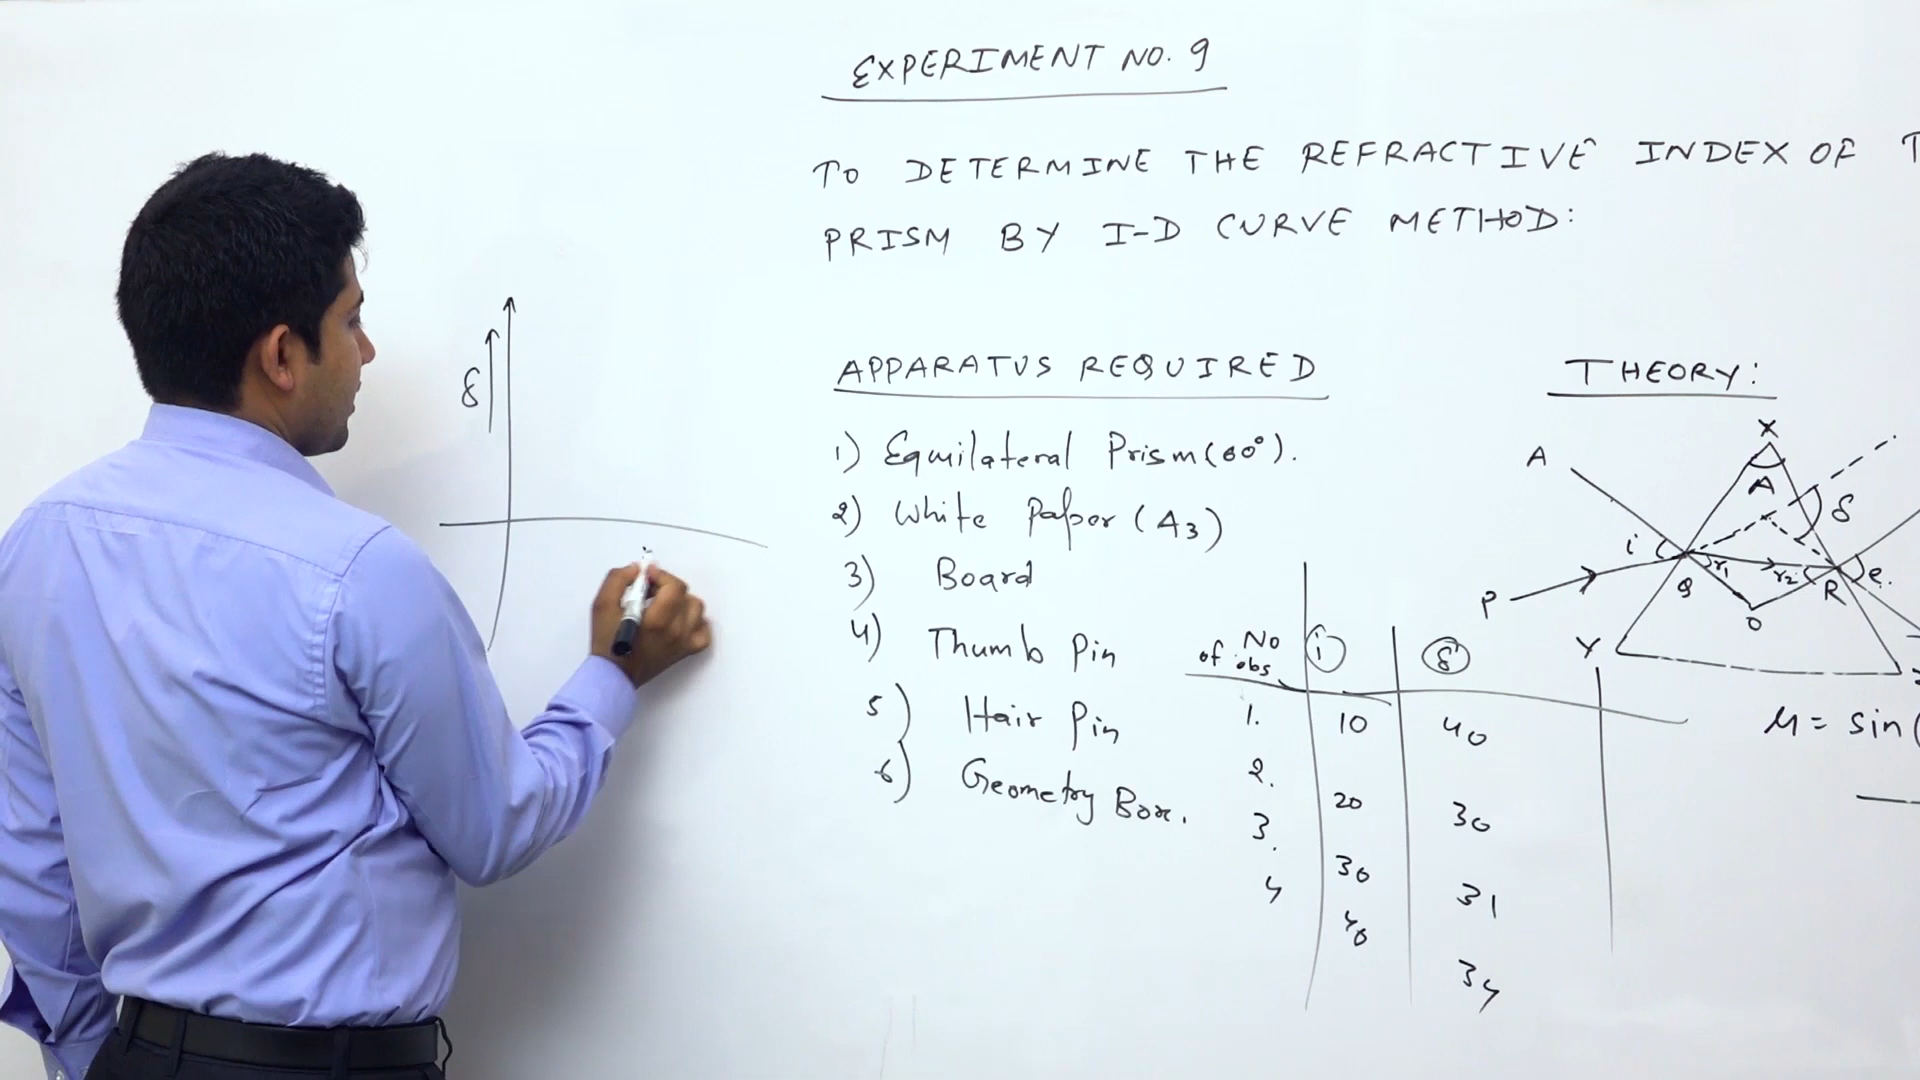 EXPERIMENT NO. 9
TO DETERMINE THE REFRACTIVE INDEX OF T
PRISM BY I-D CURVE METHOD:
APPARATUS REQUIRED
1) Equilateral Prism (60°).
2) White Paper (A3)
3) Board
4) Thumb Pin
5) Hair Pin
6) Geometry Box.
No of obs i δ
1. 10 40
2. 20 30
3. 30 31
4 40 34
THEORY:
X
A
A
δ
i
r1
r2
e.
P
Q
R
O
Y
μ = sin(
δ